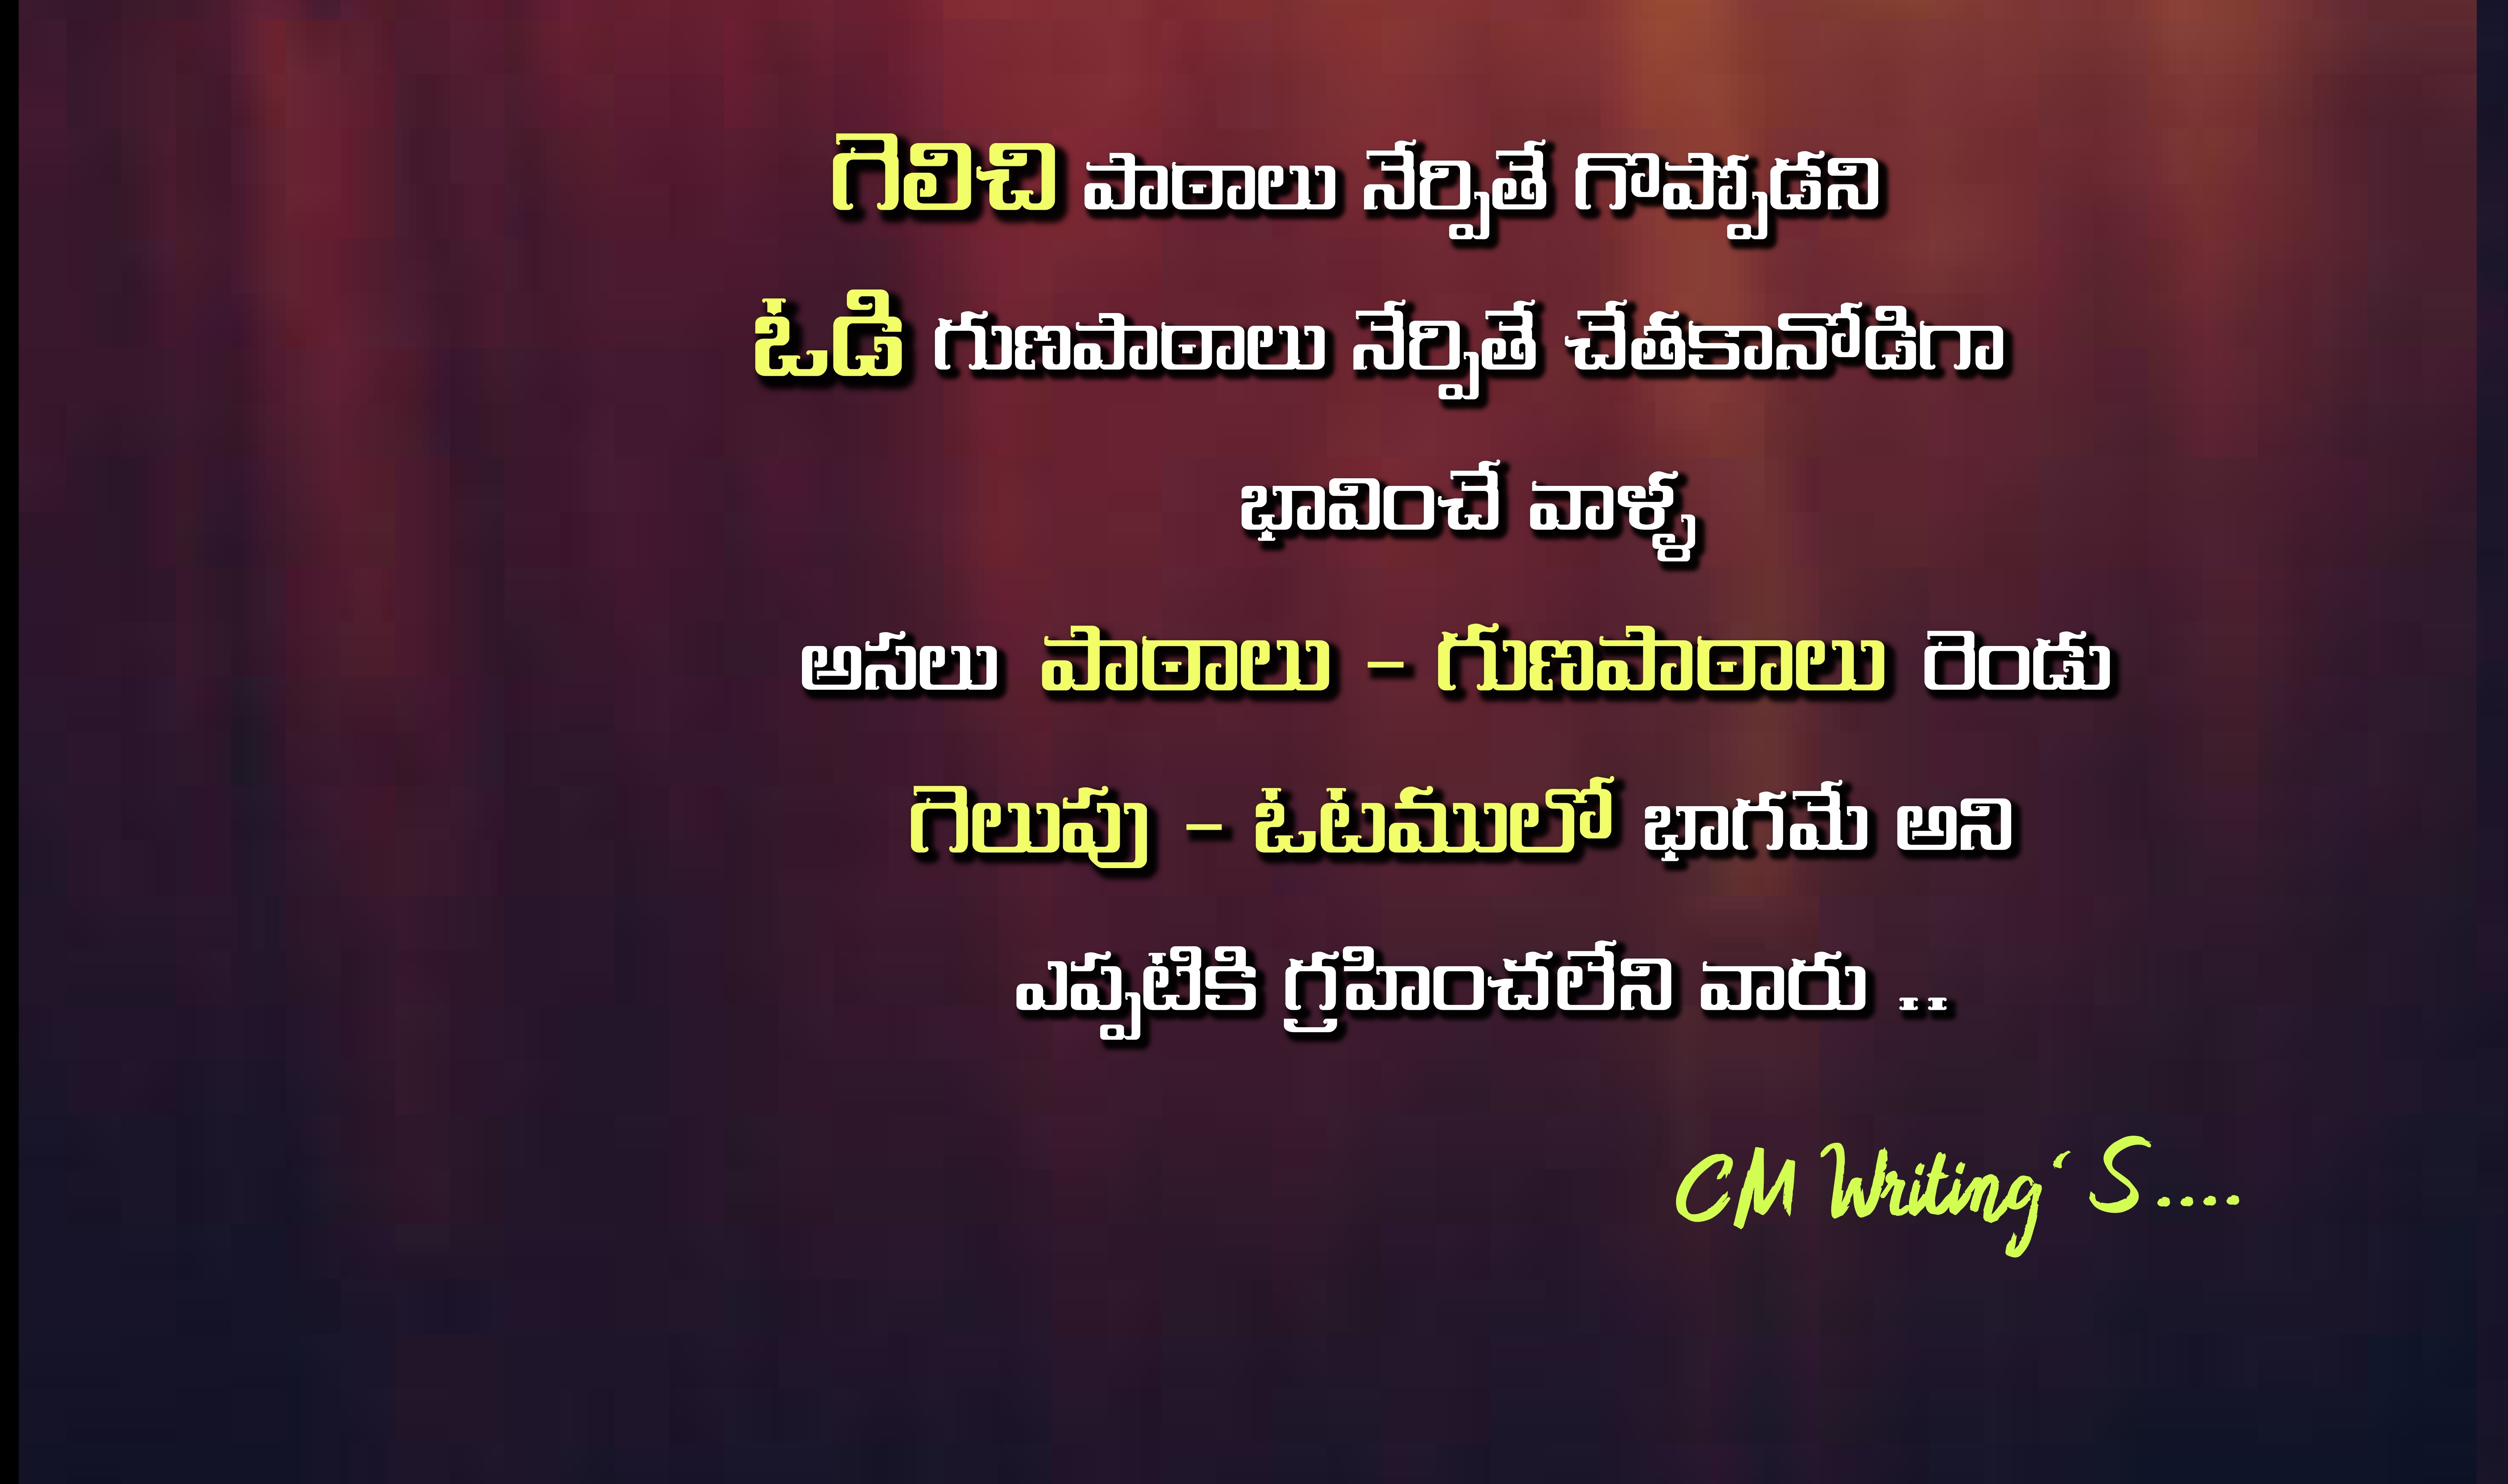 గెలిచి పాఠాలు నేర్పితే గొప్పోడని
ఓడి గుణపాఠాలు నేర్పితే చేతకానోడిగా
భావించే వాళ్ళు
అసలు పాఠాలు - గుణపాఠాలు రెండు
గెలుపు - ఓటములో భాగమే అని
ఎప్పటికి గ్రహించలేని వారు ..
CM Writing‘ S....